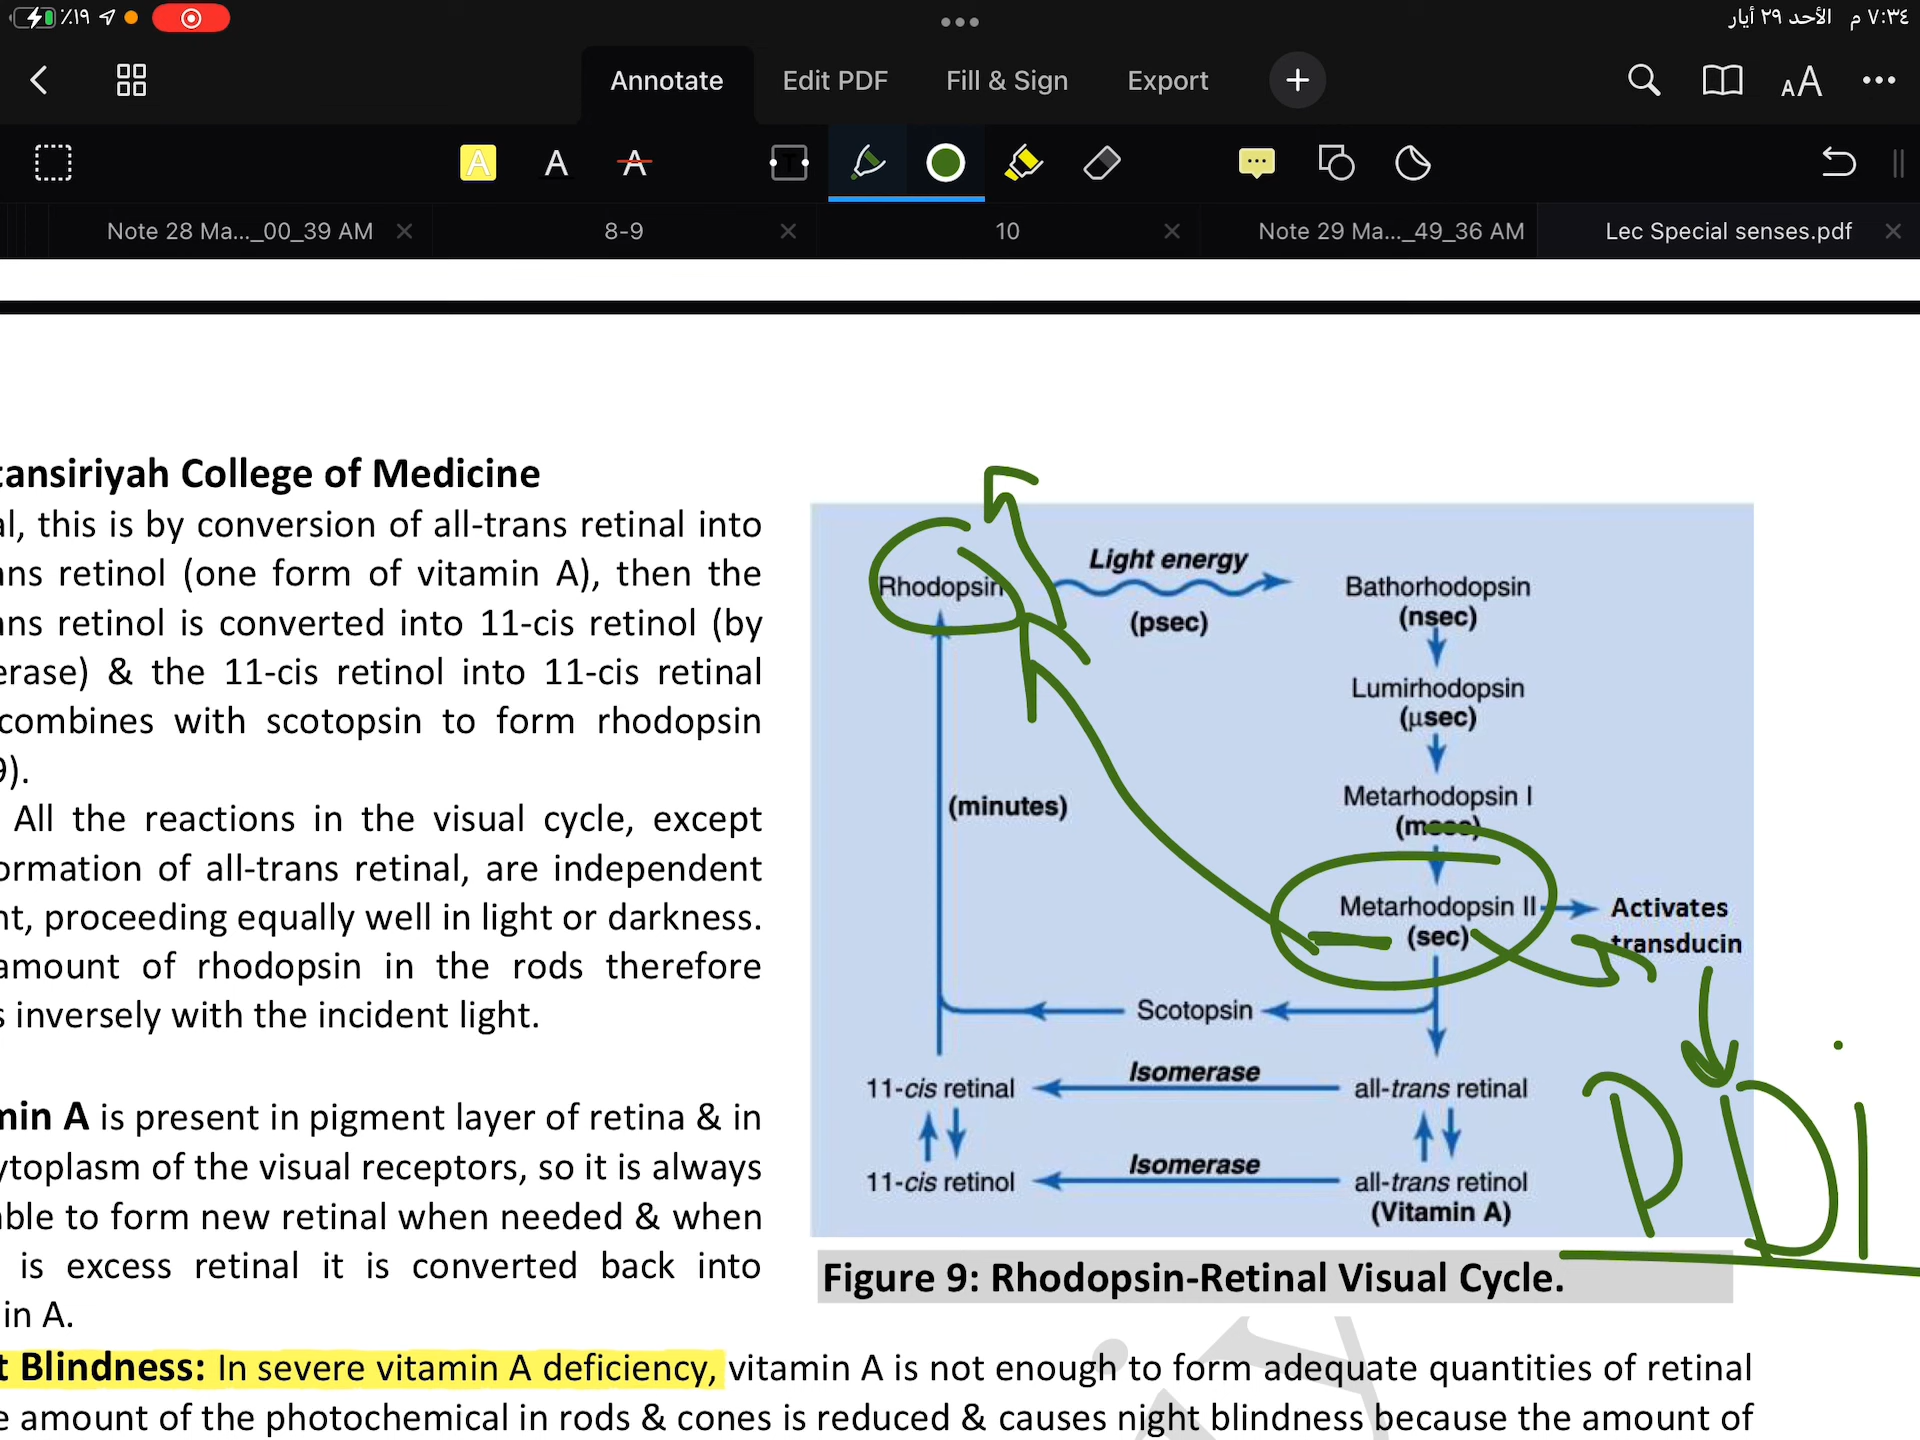 ٪١٩
٧:٣٤ م الأحد ٢٩ أيار
Annotate Edit PDF Fill & Sign Export
AA
A A A T
Note 28 Ma..._00_39 AM 8-9 10 Note 29 Ma..._49_36 AM Lec Special senses.pdf
tansiriyah College of Medicine
al, this is by conversion of all-trans retinal into
ans retinol (one form of vitamin A), then the
ans retinol is converted into 11-cis retinol (by
erase) & the 11-cis retinol into 11-cis retinal
combines with scotopsin to form rhodopsin
9).
All the reactions in the visual cycle, except
ormation of all-trans retinal, are independent
nt, proceeding equally well in light or darkness.
amount of rhodopsin in the rods therefore
s inversely with the incident light.
min A is present in pigment layer of retina & in
ytoplasm of the visual receptors, so it is always
able to form new retinal when needed & when
is excess retinal it is converted back into
in A.
Rhodopsin
Light energy
(psec)
Bathorhodopsin
(nsec)
Lumirhodopsin
(μsec)
Metarhodopsin I
(msec)
(minutes)
Metarhodopsin II
(sec)
Activates
transducin
Scotopsin
11-cis retinal
Isomerase
all-trans retinal
11-cis retinol
Isomerase
all-trans retinol
(Vitamin A)
PDI
Figure 9: Rhodopsin-Retinal Visual Cycle.
t Blindness: In severe vitamin A deficiency, vitamin A is not enough to form adequate quantities of retinal
e amount of the photochemical in rods & cones is reduced & causes night blindness because the amount of